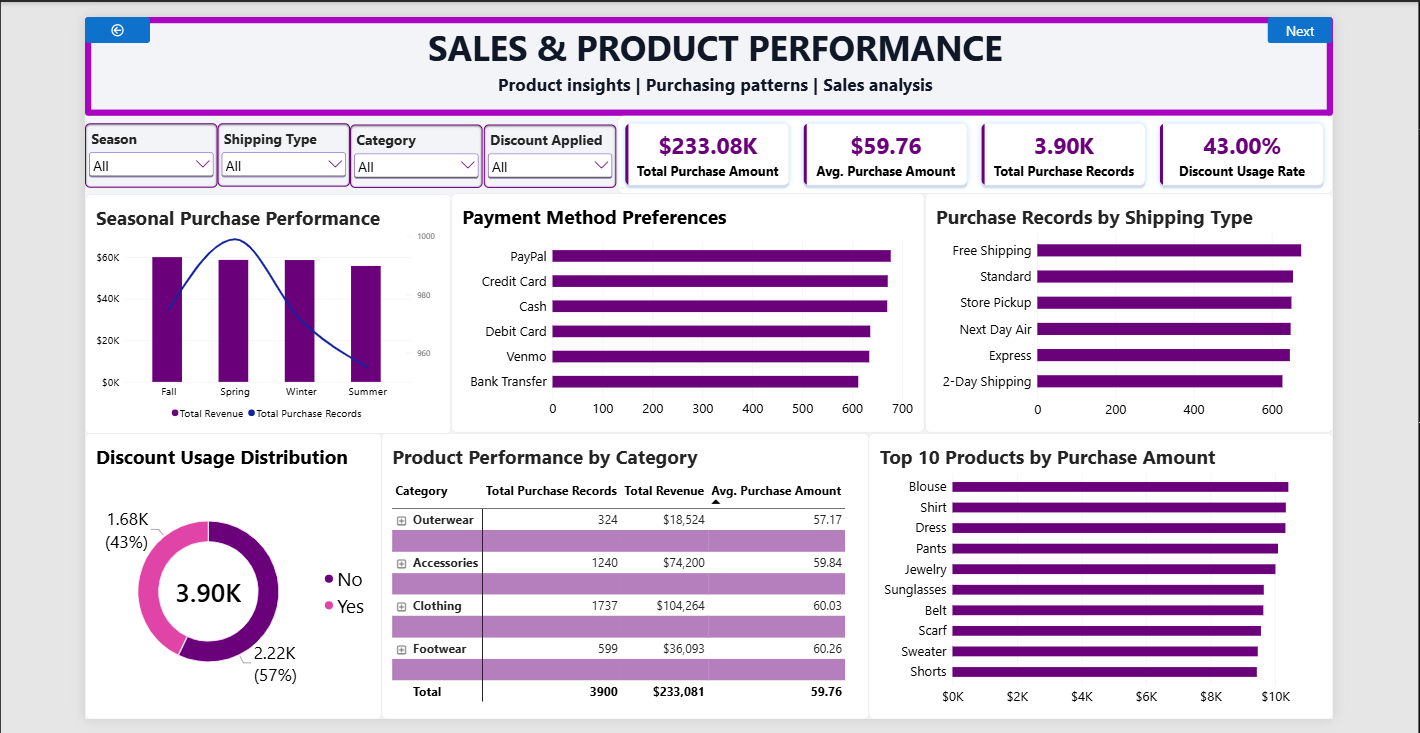 Next
SALES & PRODUCT PERFORMANCE
Product insights | Purchasing patterns | Sales analysis
Season
All
Shipping Type
All
Category
All
Discount Applied
All
$233.08K
Total Purchase Amount
$59.76
Avg. Purchase Amount
3.90K
Total Purchase Records
43.00%
Discount Usage Rate
Seasonal Purchase Performance
$60K
$40K
$20K
$0K
1000
980
960
Fall Spring Winter Summer
Total Revenue Total Purchase Records
Payment Method Preferences
PayPal
Credit Card
Cash
Debit Card
Venmo
Bank Transfer
0 100 200 300 400 500 600 700
Purchase Records by Shipping Type
Free Shipping
Standard
Store Pickup
Next Day Air
Express
2-Day Shipping
0 200 400 600
Discount Usage Distribution
1.68K
(43%)
3.90K
2.22K
(57%)
No
Yes
Product Performance by Category
Category Total Purchase Records Total Revenue Avg. Purchase Amount
Outerwear 324 $18,524 57.17
Accessories 1240 $74,200 59.84
Clothing 1737 $104,264 60.03
Footwear 599 $36,093 60.26
Total 3900 $233,081 59.76
Top 10 Products by Purchase Amount
Blouse
Shirt
Dress
Pants
Jewelry
Sunglasses
Belt
Scarf
Sweater
Shorts
$0K $2K $4K $6K $8K $10K